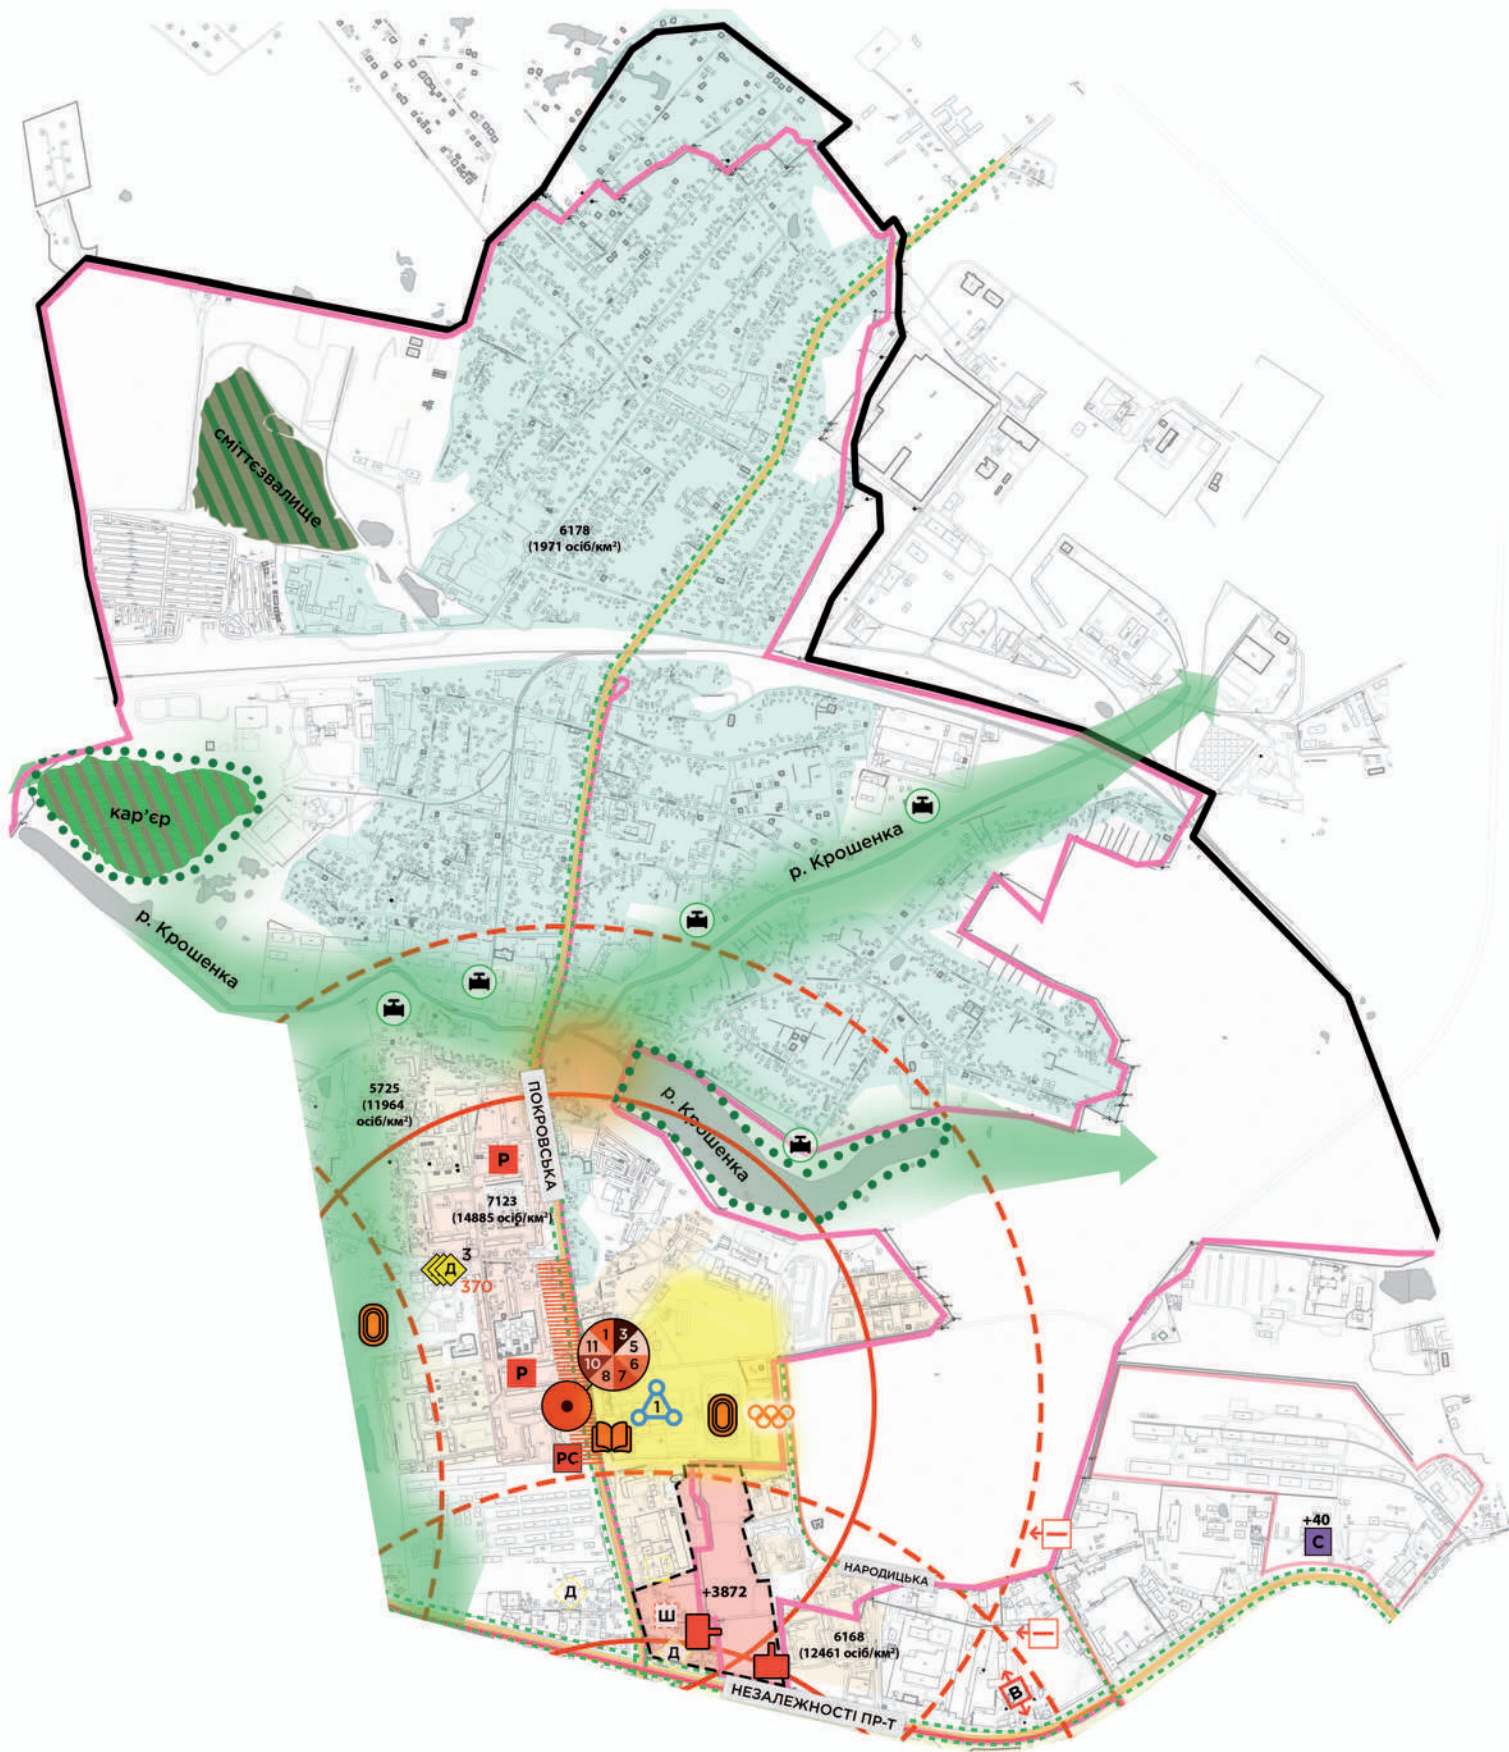 сміттєзвалище
6178
(1971 осіб/км²)
кар’єр
р. Крошенка
р. Крошенка
5725
(11964
осіб/км²)
ПОКРОВСЬКА
р. Крошенка
Р
7123
(14885 осіб/км²)
3
Д
370
1
3
11
5
10
6
8
7
Р
1
РС
+40
С
НАРОДИЦЬКА
Д
+3872
Ш
6168
(12461 осіб/км²)
Д
В
НЕЗАЛЕЖНОСТІ ПР-Т